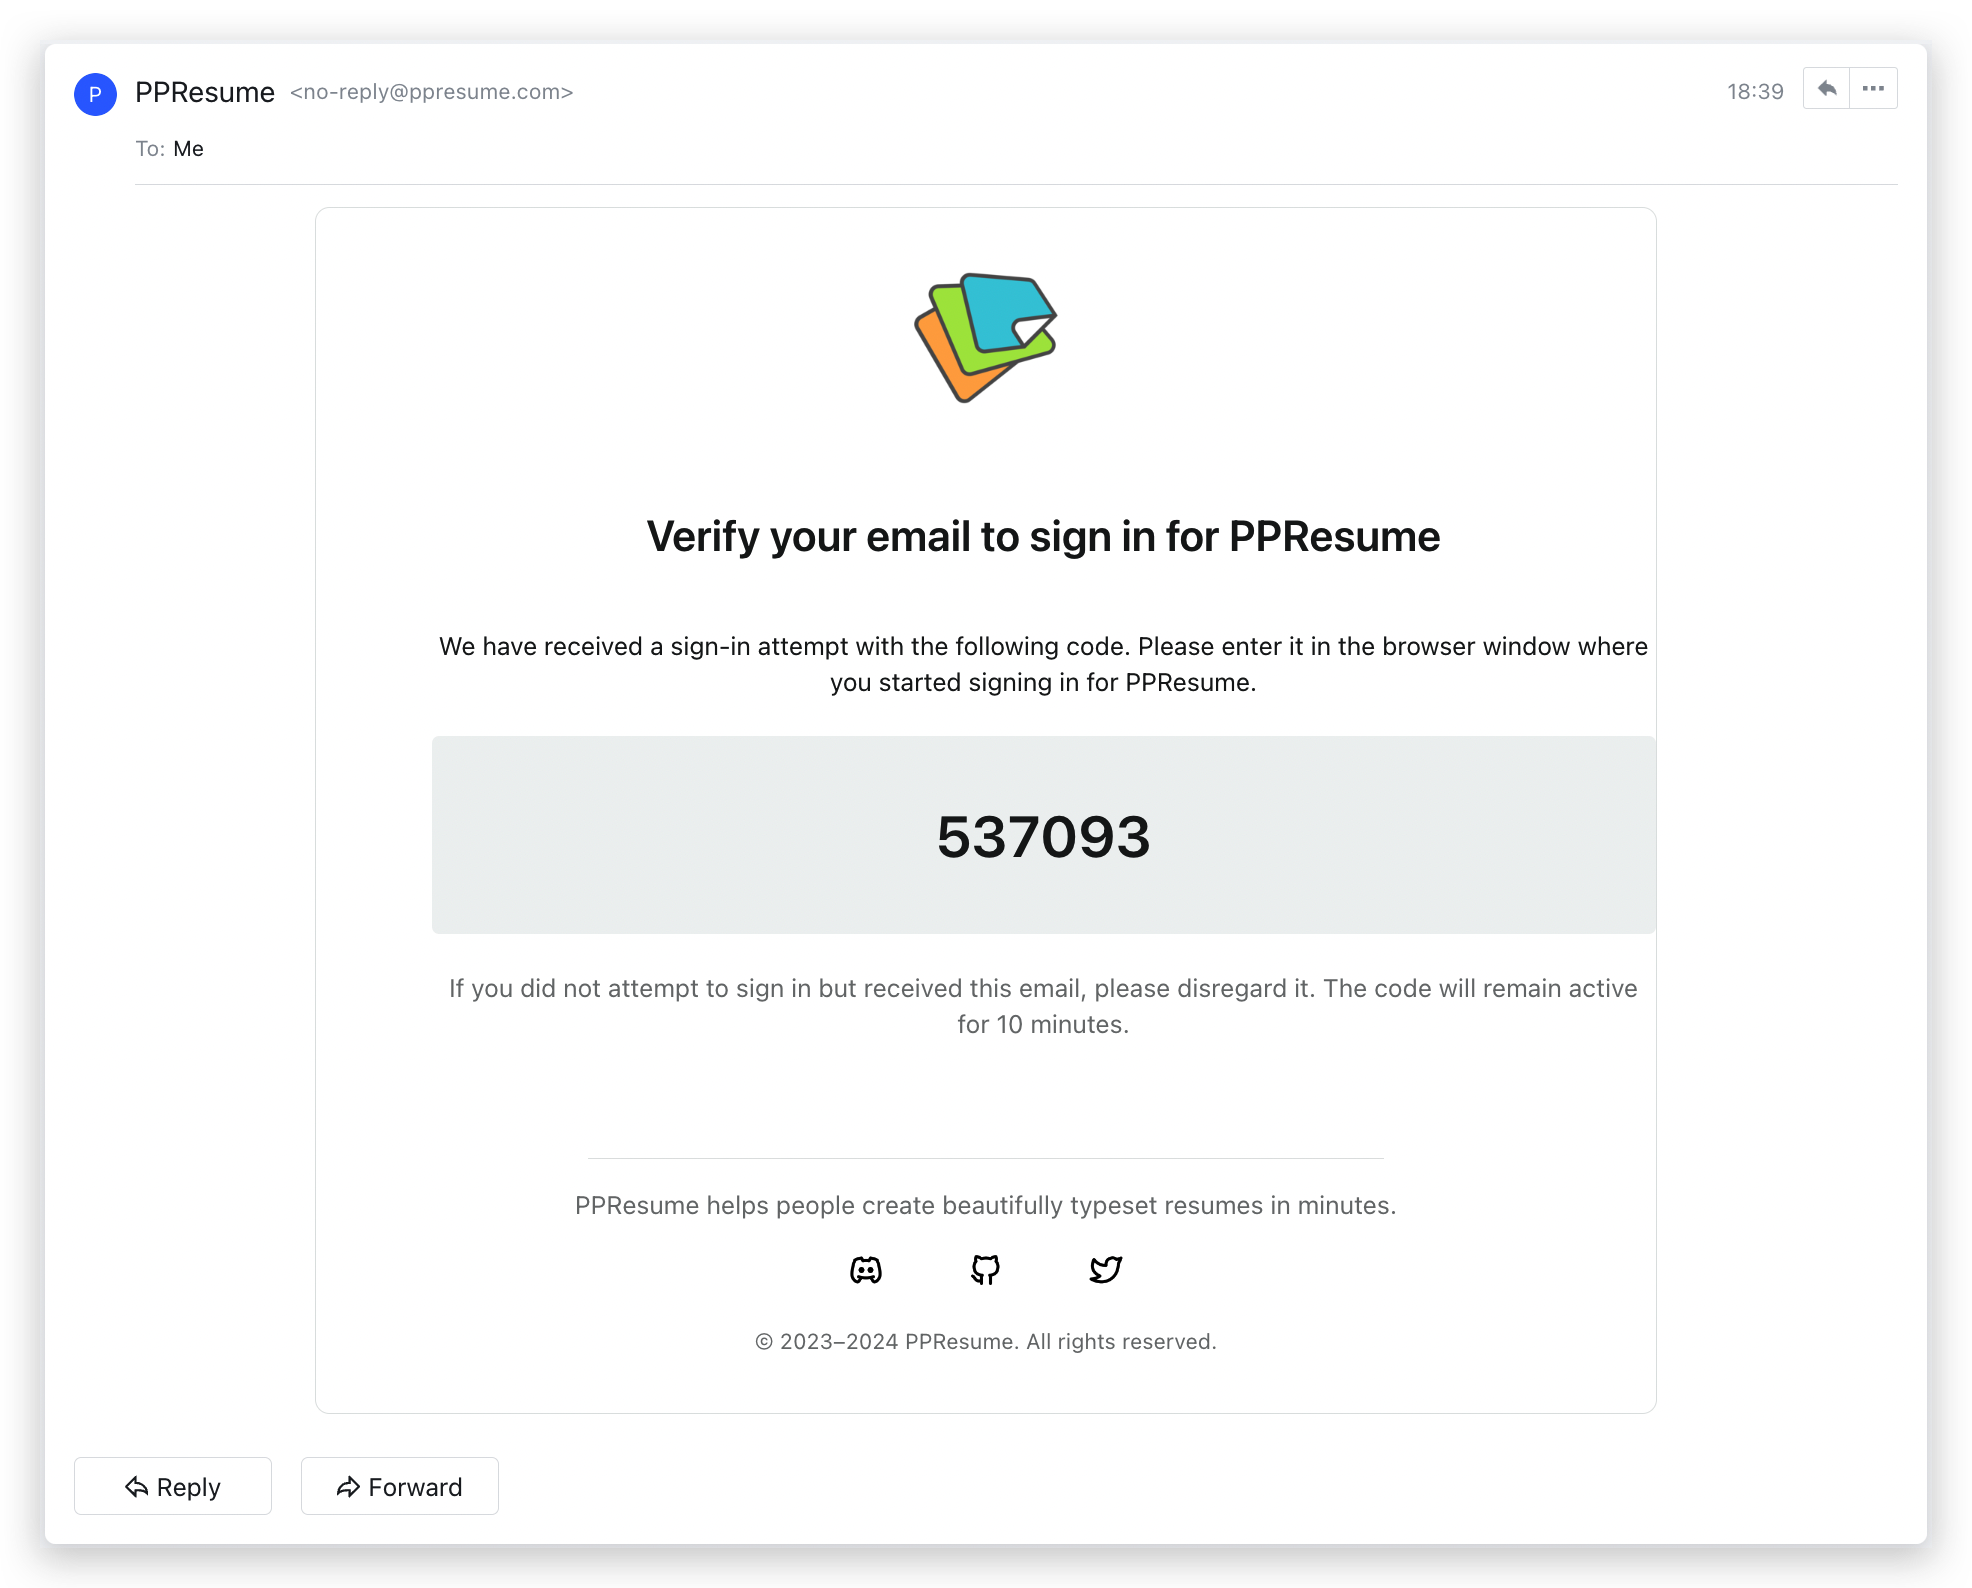 P
PPResume <no-reply@ppresume.com>
18:39
To: Me
Verify your email to sign in for PPResume
We have received a sign-in attempt with the following code. Please enter it in the browser window where
you started signing in for PPResume.
537093
If you did not attempt to sign in but received this email, please disregard it. The code will remain active
for 10 minutes.
PPResume helps people create beautifully typeset resumes in minutes.
© 2023–2024 PPResume. All rights reserved.
Reply
Forward